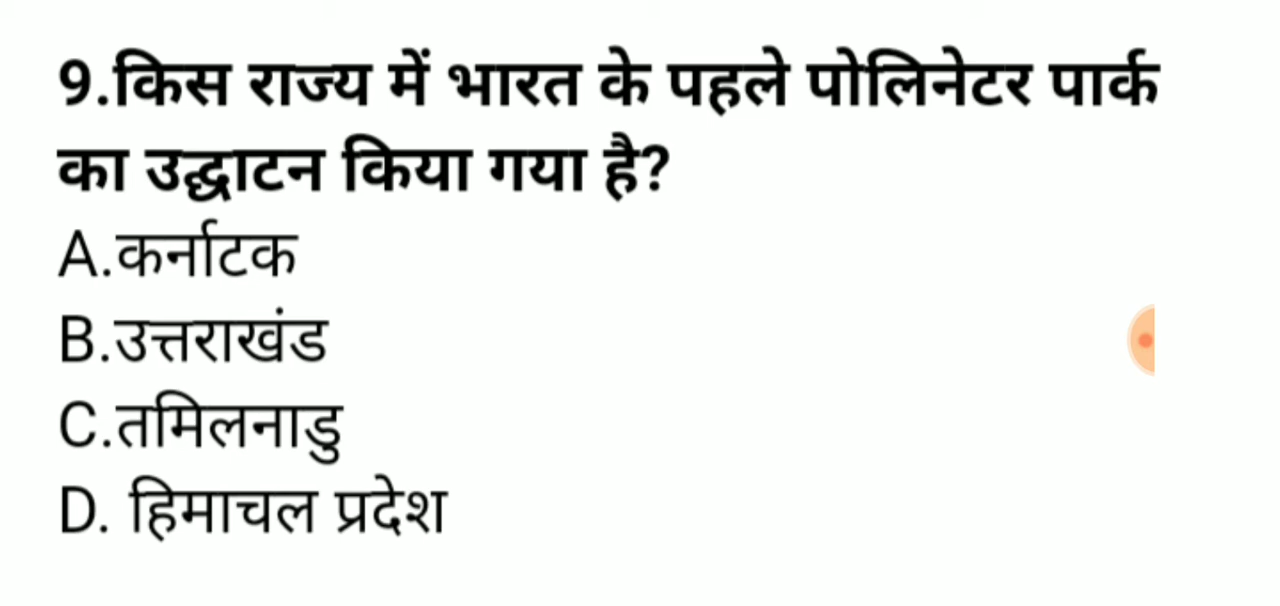 9.किस राज्य में भारत के पहले पोलिनेटर पार्क
का उद्घाटन किया गया है?
A.कर्नाटक
B.उत्तराखंड
C.तमिलनाडु
D. हिमाचल प्रदेश